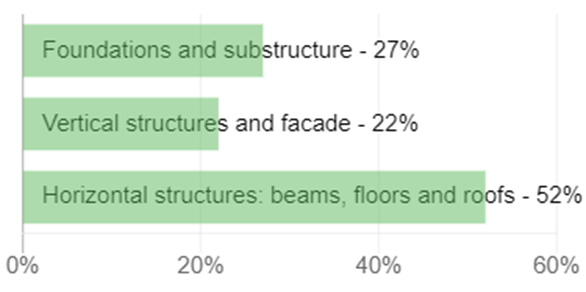 Foundations and substructure - 27%
Vertical structures and facade - 22%
Horizontal structures: beams, floors and roofs - 52%
0% 20% 40% 60%